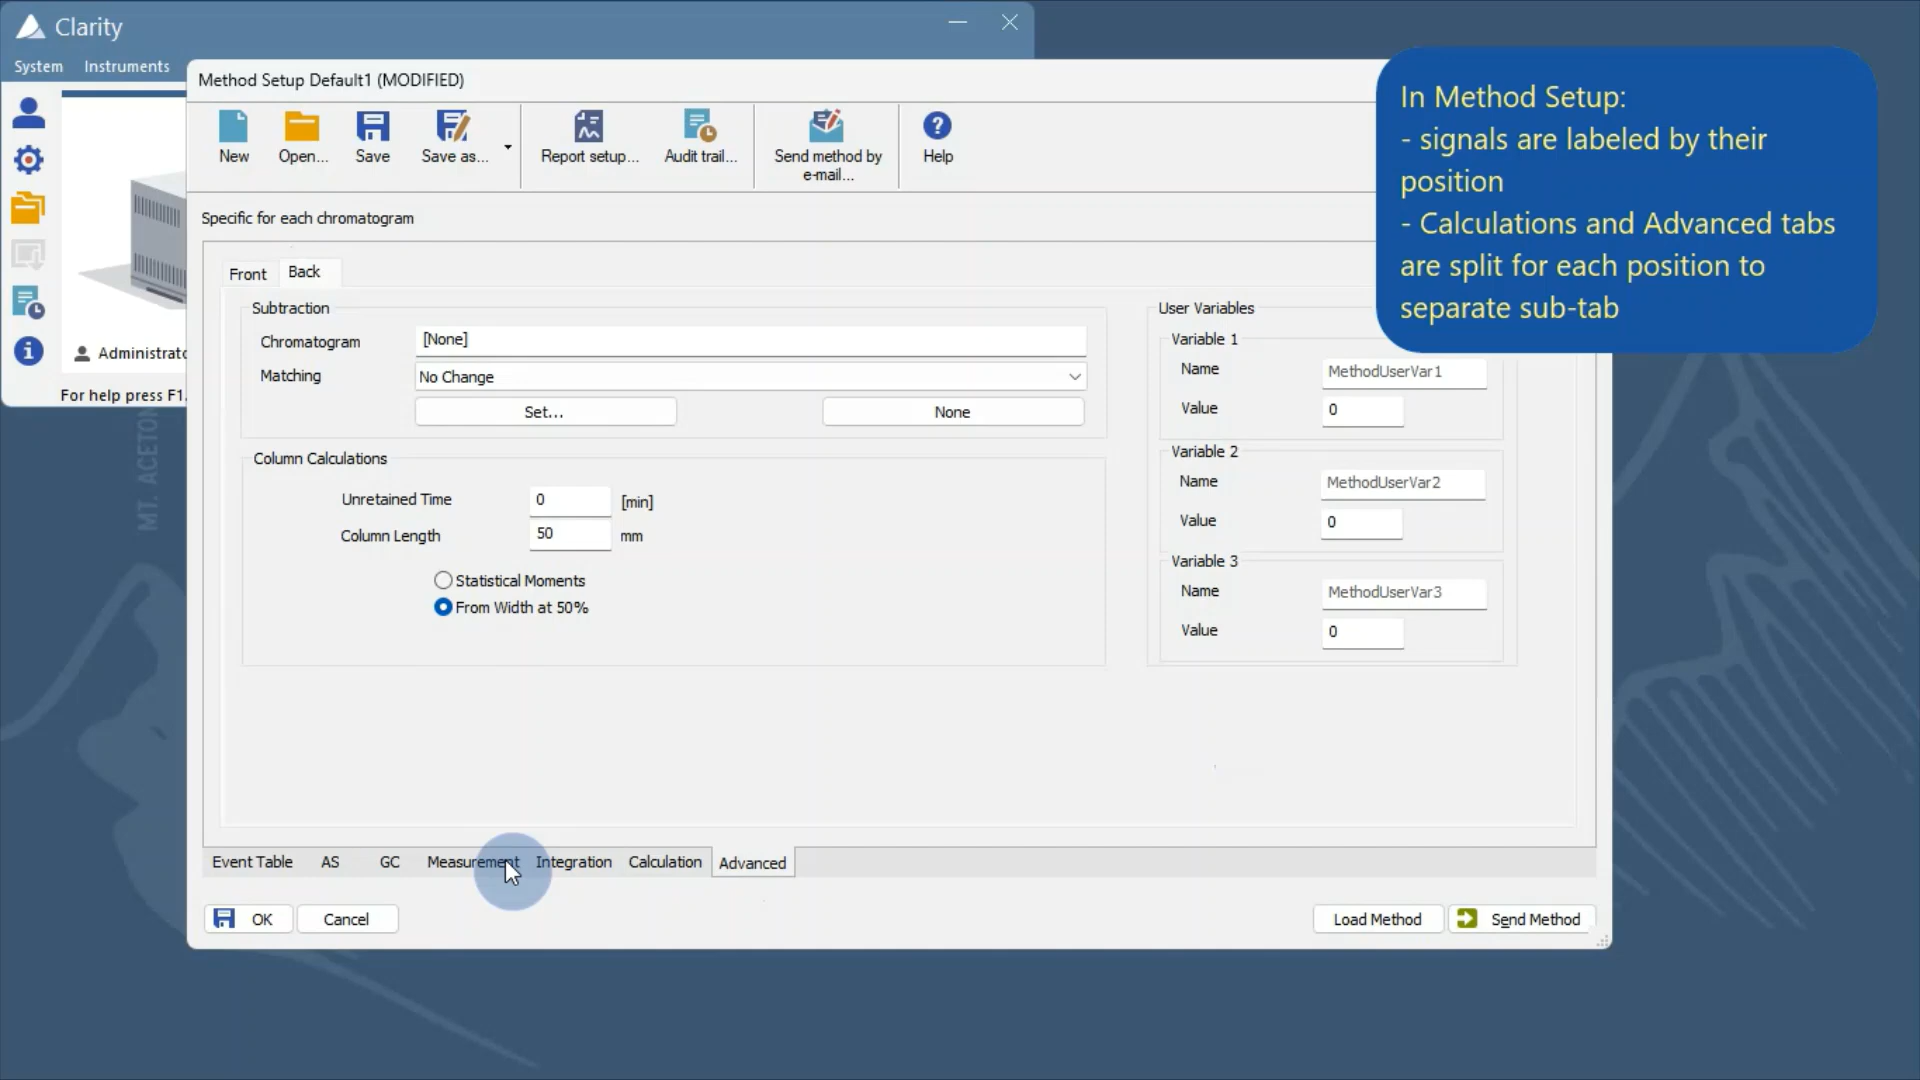 Clarity
System Instruments
Method Setup Default1 (MODIFIED)
New
Open...
Save
Save as...
Report setup...
Audit trail...
Send method by
e-mail...
Help
In Method Setup:
- signals are labeled by their
position
- Calculations and Advanced tabs
are split for each position to
separate sub-tab
Specific for each chromatogram
Front Back
Subtraction
Chromatogram [None]
Matching No Change
Set... None
Column Calculations
Unretained Time 0 [min]
Column Length 50 mm
Statistical Moments
From Width at 50%
User Variables
Variable 1
Name MethodUserVar1
Value 0
Variable 2
Name MethodUserVar2
Value 0
Variable 3
Name MethodUserVar3
Value 0
Administrato
For help press F1.
MT. ACETON
Event Table AS GC Measurement Integration Calculation Advanced
OK Cancel Load Method Send Method